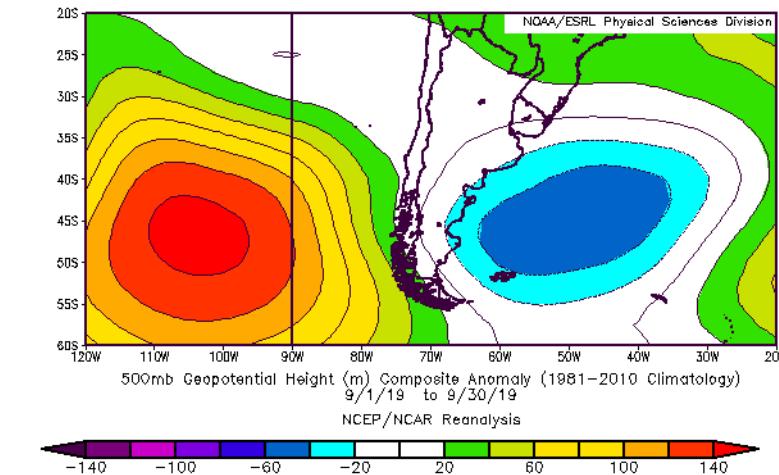 NOAA/ESRL Physical Sciences Division
20S
25S
30S
35S
40S
45S
50S
55S
60S
120W 110W 100W 90W 80W 70W 60W 50W 40W 30W 20
500mb Geopotential Height (m) Composite Anomaly (1981-2010 Climatology)
9/1/19 to 9/30/19
NCEP/NCAR Reanalysis
-140 -100 -60 -20 20 60 100 140